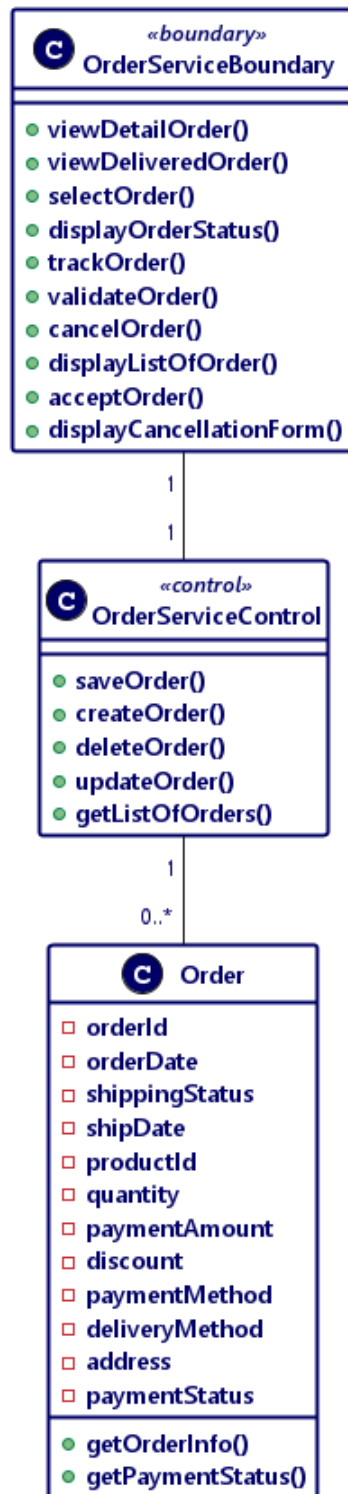 C
«boundary»
OrderServiceBoundary
viewDetailOrder()
viewDeliveredOrder()
selectOrder()
displayOrderStatus()
trackOrder()
validateOrder()
cancelOrder()
displayListOfOrder()
acceptOrder()
displayCancellationForm()
1
1
C
«control»
OrderServiceControl
saveOrder()
createOrder()
deleteOrder()
updateOrder()
getListOfOrders()
1
0..*
C Order
orderId
orderDate
shippingStatus
shipDate
productId
quantity
paymentAmount
discount
paymentMethod
deliveryMethod
address
paymentStatus
getOrderInfo()
getPaymentStatus()